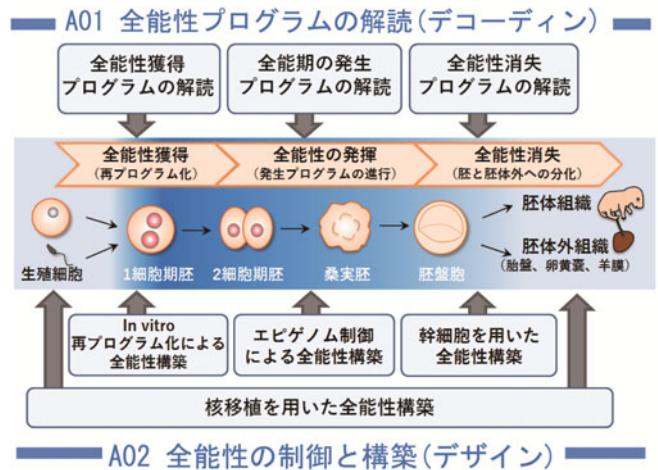 A01 全能性プログラムの解読(デコーディン)
全能性獲得
プログラムの解読
全能期の発生
プログラムの解読
全能性消失
プログラムの解読
全能性獲得
(再プログラム化)
全能性の発揮
(発生プログラムの進行)
全能性消失
(胚と胚体外への分化)
生殖細胞
1細胞期胚
2細胞期胚
桑実胚
胚盤胞
胚体組織
胚体外組織
(胎盤、卵黄嚢、羊膜)
In vitro
再プログラム化による
全能性構築
エピゲノム制御
による全能性構築
幹細胞を用いた
全能性構築
核移植を用いた全能性構築
A02 全能性の制御と構築(デザイン)